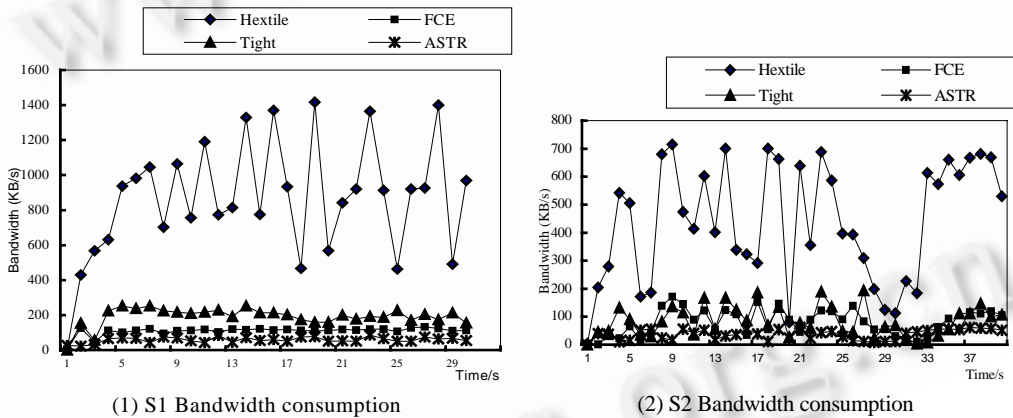 Hextile FCE
Tight ASTR
1600
1400
1200
1000
800
600
400
200
0
Bandwidth (KB/s)
1 5 9 13 17 21 25 29
Time/s
(1) S1 Bandwidth consumption
Hextile FCE
Tight ASTR
800
700
600
500
400
300
200
100
0
Bandwidth (KB/s)
1 5 9 13 17 21 25 29 33 37
Time/s
(2) S2 Bandwidth consumption